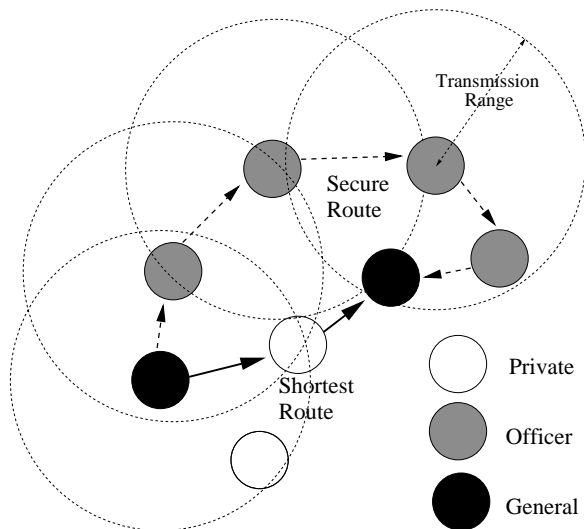 Transmission
Range
Secure
Route
Shortest
Route
Private
Officer
General